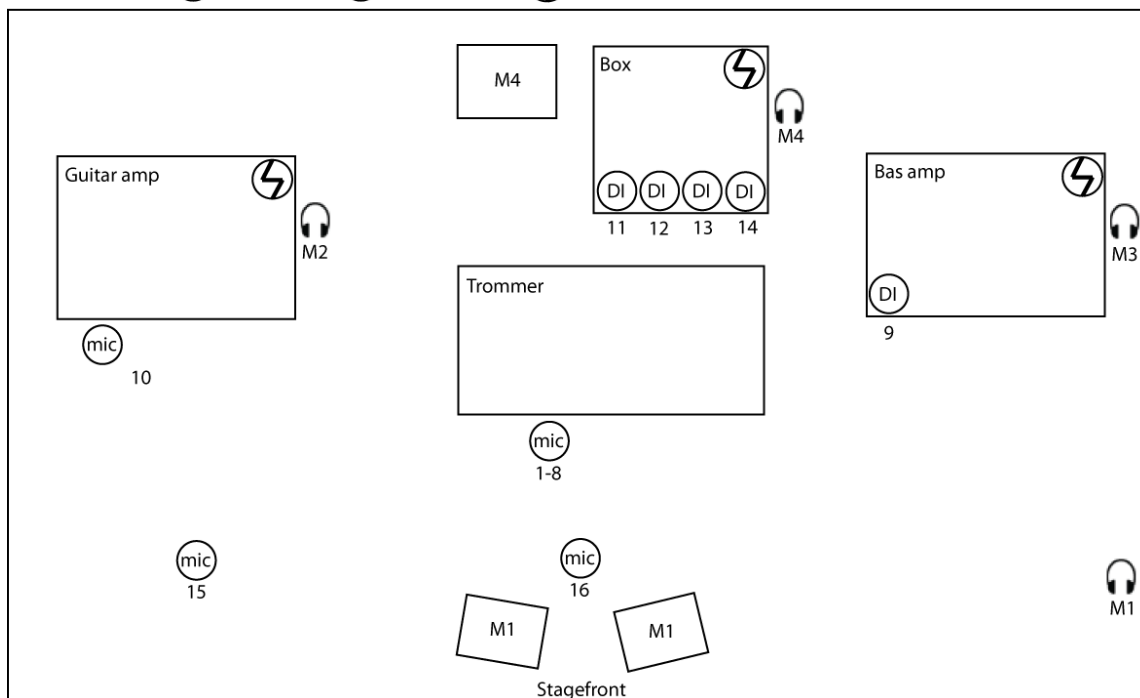 M4
Box
M4
DI
DI
DI
DI
11
12
13
14
Guitar amp
M2
Bas amp
M3
DI
9
Trommer
mic
10
mic
1-8
mic
15
mic
16
M1
M1
M1
Stagefront